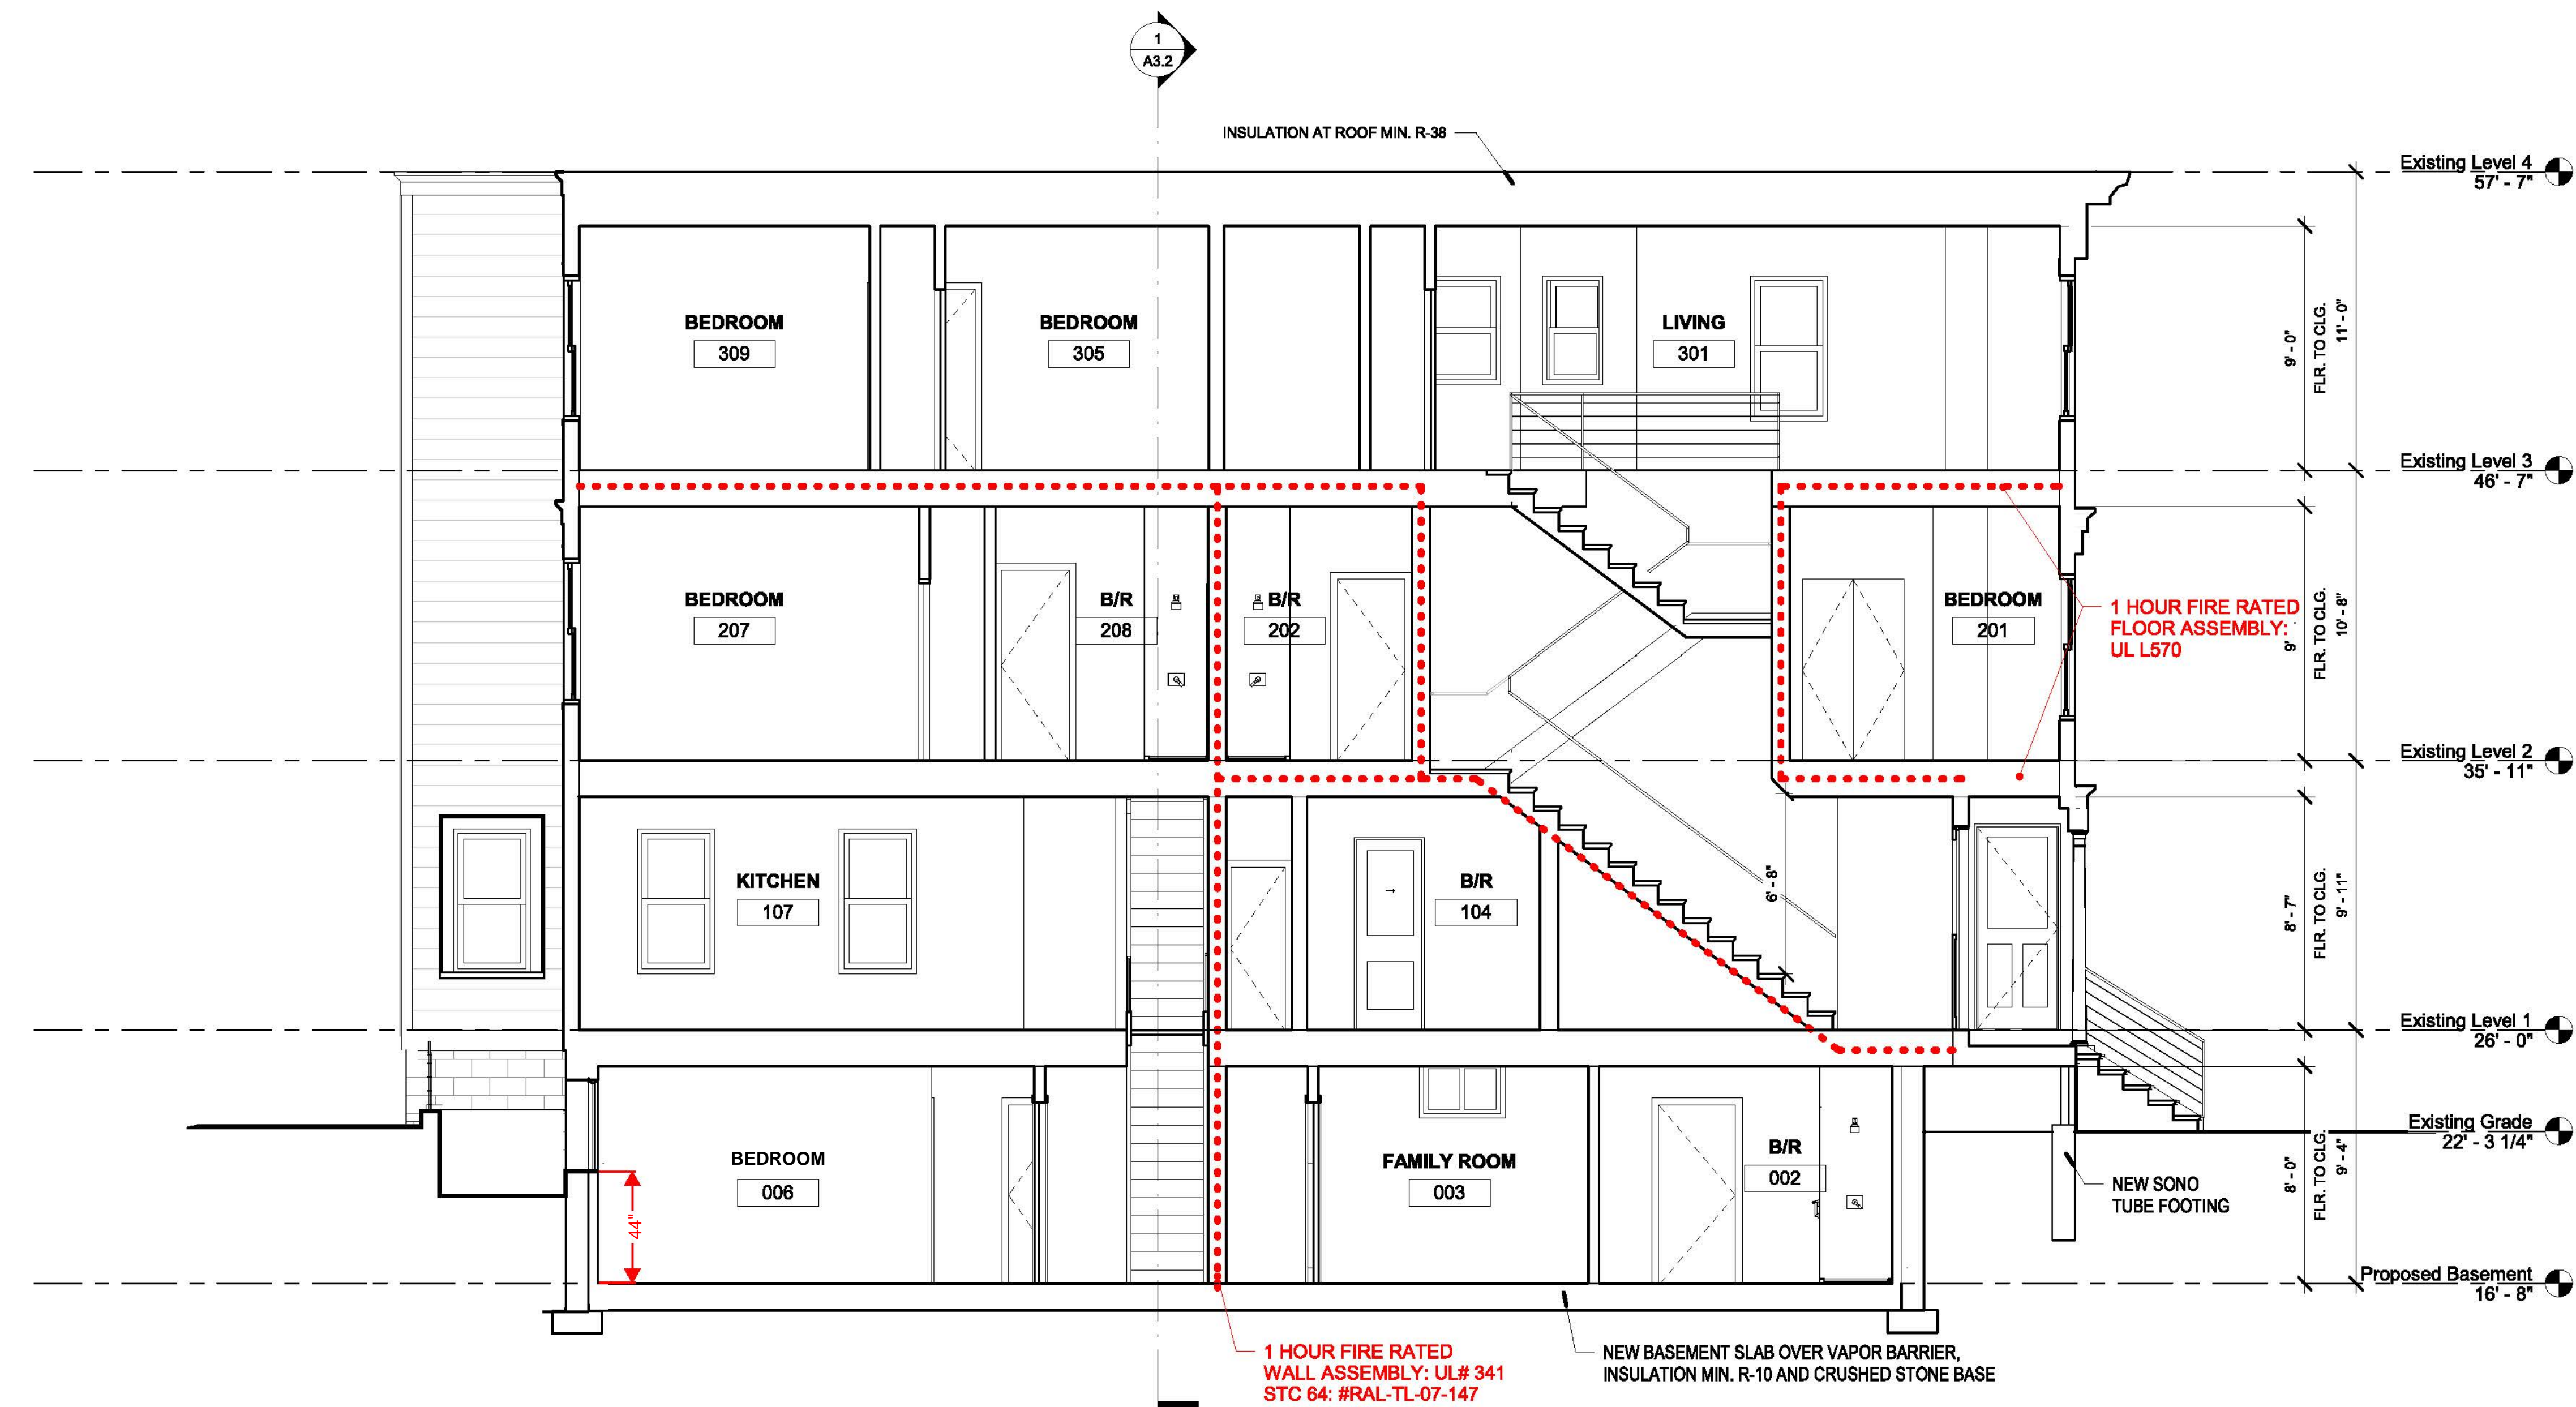 1
A3.2
INSULATION AT ROOF MIN. R-38
Existing Level 4
57' - 7"
BEDROOM
309
BEDROOM
305
LIVING
301
9' - 0"
FLR. TO CLG.
11' - 0"
Existing Level 3
46' - 7"
BEDROOM
207
B/R
208
B/R
202
BEDROOM
201
1 HOUR FIRE RATED
FLOOR ASSEMBLY:
UL L570
9'
FLR. TO CLG.
10' - 8"
Existing Level 2
35' - 11"
KITCHEN
107
B/R
104
6' - 8"
8' - 7"
FLR. TO CLG.
9' - 11"
Existing Level 1
26' - 0"
Existing Grade
22' - 3 1/4"
BEDROOM
006
44"
FAMILY ROOM
003
B/R
002
NEW SONO
TUBE FOOTING
8' - 0"
FLR. TO CLG.
9' - 4"
Proposed Basement
16' - 8"
1 HOUR FIRE RATED
WALL ASSEMBLY: UL# 341
STC 64: #RAL-TL-07-147
NEW BASEMENT SLAB OVER VAPOR BARRIER,
INSULATION MIN. R-10 AND CRUSHED STONE BASE